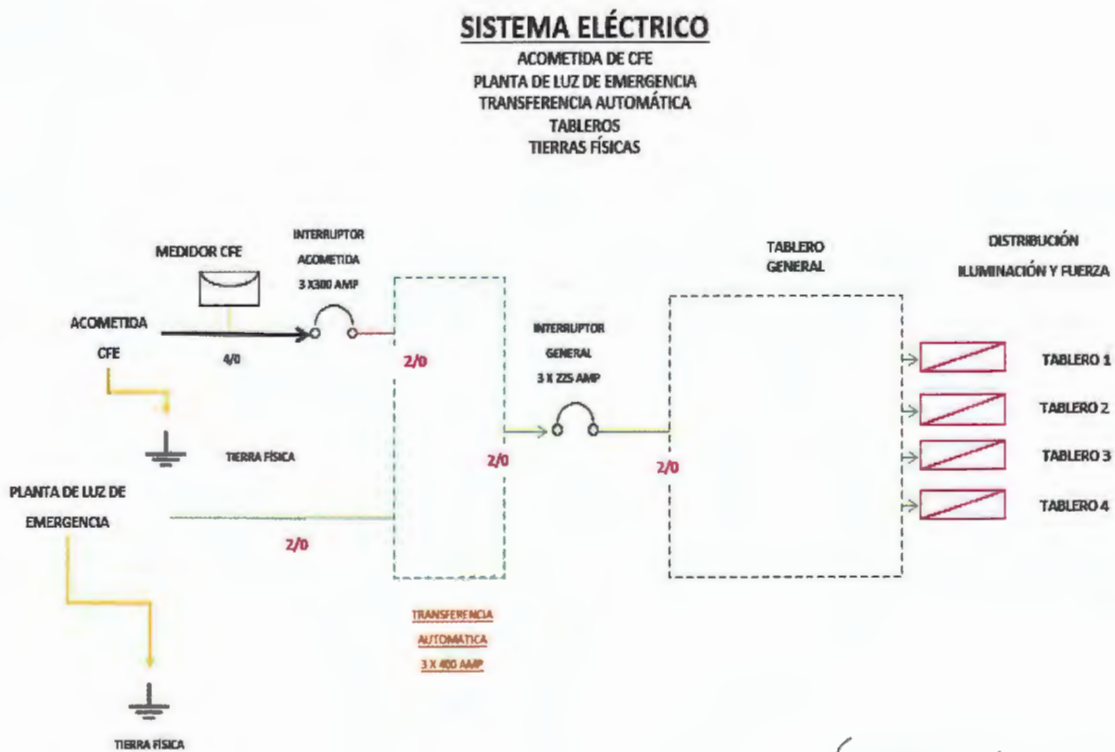 SISTEMA ELÉCTRICO
ACOMETIDA DE CFE
PLANTA DE LUZ DE EMERGENCIA
TRANSFERENCIA AUTOMÁTICA
TABLEROS
TIERRAS FÍSICAS
MEDIDOR CFE
INTERRUPTOR
ACOMETIDA
3 X300 AMP
ACOMETIDA
CFE
4/0
2/0
TIERRA FÍSICA
PLANTA DE LUZ DE
EMERGENCIA
2/0
TIERRA FÍSICA
TRANSFERENCIA
AUTOMATICA
3 X 400 AMP
2/0
INTERRUPTOR
GENERAL
3 X 225 AMP
2/0
TABLERO
GENERAL
DISTRIBUCIÓN
ILUMINACIÓN Y FUERZA
TABLERO 1
TABLERO 2
TABLERO 3
TABLERO 4